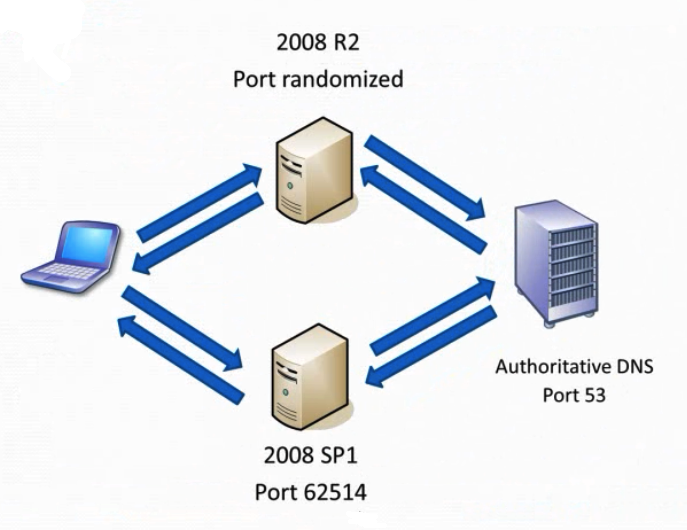 2008 R2
Port randomized
Authoritative DNS
Port 53
2008 SP1
Port 62514